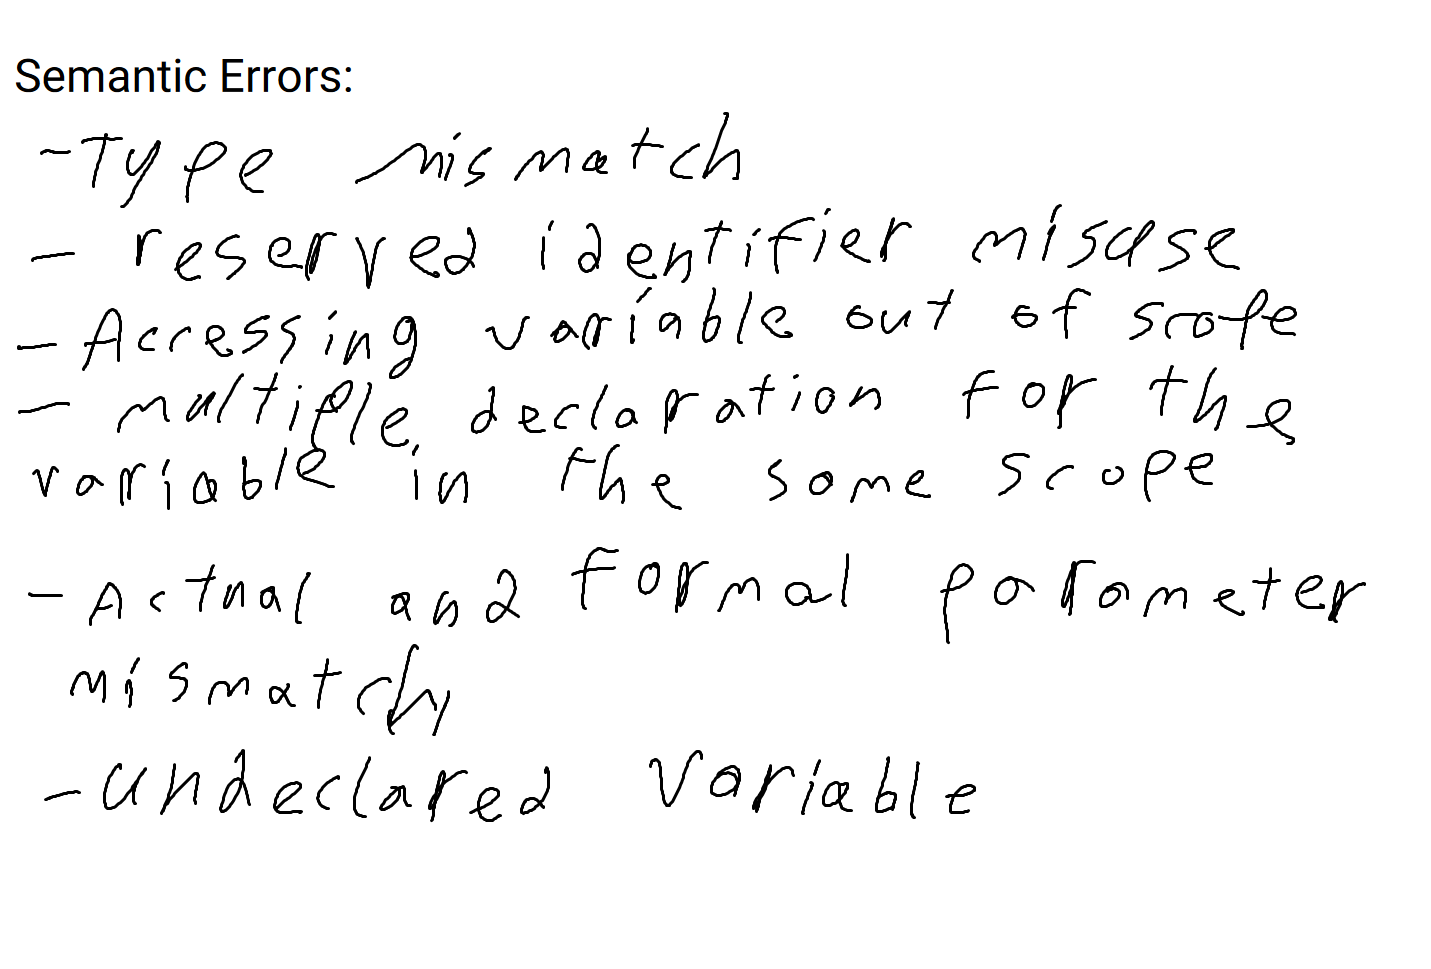 Semantic Errors:
- Type mismatch
- reserved identifier misuse
- Accessing variable out of scope
- multiple declaration for the
variable in the same scope
- Actual and formal parameter
mismatch
- undeclared variable